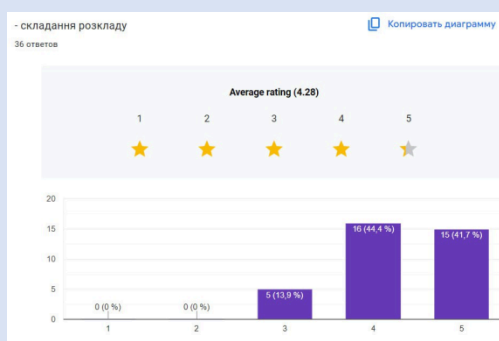 - складання розкладу
Копировать диаграмму
36 ответов
Average rating (4.28)
1 2 3 4 5
20
15
10
5
0
0 (0 %) 0 (0 %) 5 (13,9 %) 16 (44,4 %) 15 (41,7 %)
1 2 3 4 5